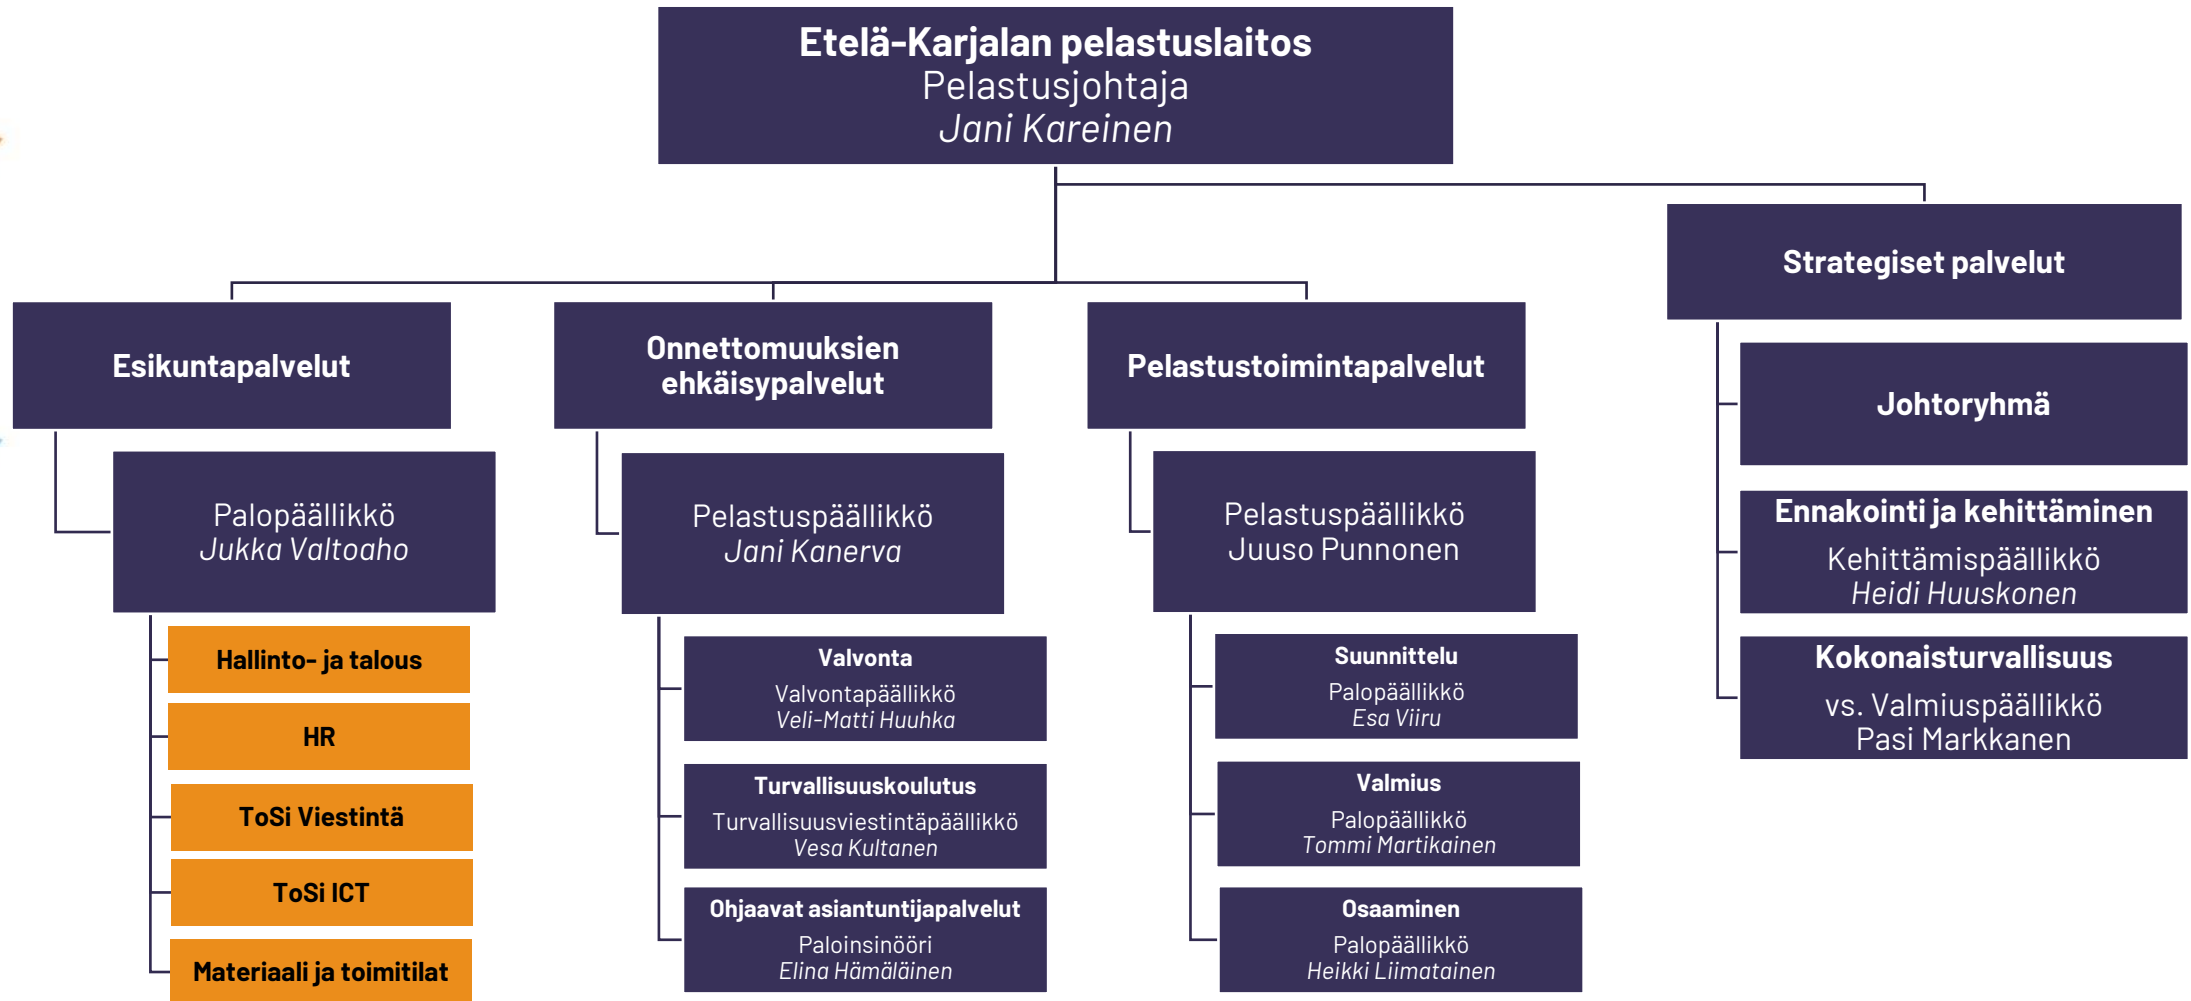 Etelä-Karjalan pelastuslaitos
Pelastusjohtaja
Jani Kareinen
Strategiset palvelut
Johtoryhmä
Ennakointi ja kehittäminen
Kehittämispäällikkö
Heidi Huuskonen
Kokonaisturvallisuus
vs. Valmiuspäällikkö
Pasi Markkanen
Esikuntapalvelut
Palopäällikkö
Jukka Valtoaho
Hallinto- ja talous
HR
ToSi Viestintä
ToSi ICT
Materiaali ja toimitilat
Onnettomuuksien
ehkäisypalvelut
Pelastuspäällikkö
Jani Kanerva
Valvonta
Valvontapäällikkö
Veli-Matti Huuhka
Turvallisuuskoulutus
Turvallisuusviestintäpäällikkö
Vesa Kultanen
Ohjaavat asiantuntijapalvelut
Paloinsinööri
Elina Hämäläinen
Pelastustoimintapalvelut
Pelastuspäällikkö
Juuso Punnonen
Suunnittelu
Palopäällikkö
Esa Viiru
Valmius
Palopäällikkö
Tommi Martikainen
Osaaminen
Palopäällikkö
Heikki Liimatainen